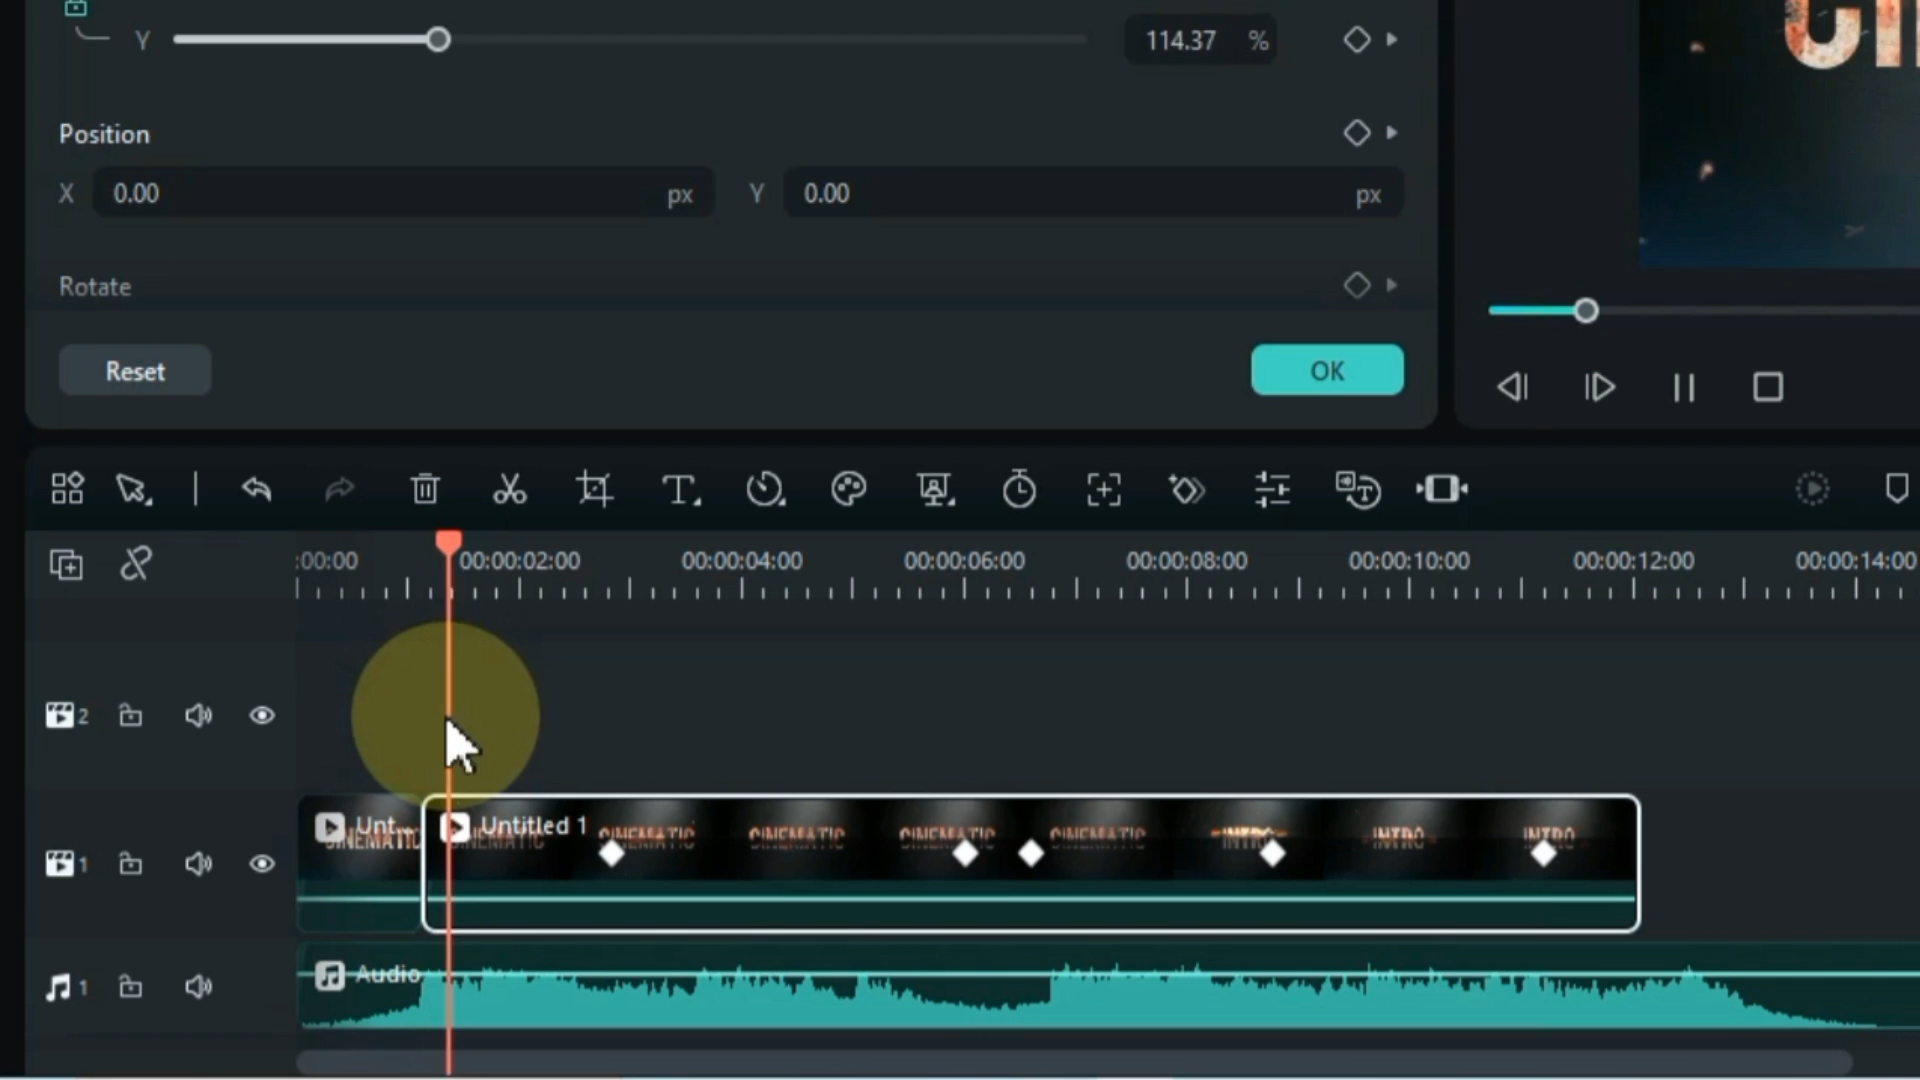 Y 114.37 %
CI
Position
X 0.00 px Y 0.00 px
Rotate
Reset OK
:00:00 00:00:02:00 00:00:04:00 00:00:06:00 00:00:08:00 00:00:10:00 00:00:12:00 00:00:14:00
2
Unt... Untitled 1
CINEMATIC CINEMATIC CINEMATIC CINEMATIC CINEMATIC CINEMATIC INTRO INTRO INTRO
1
Audio
1